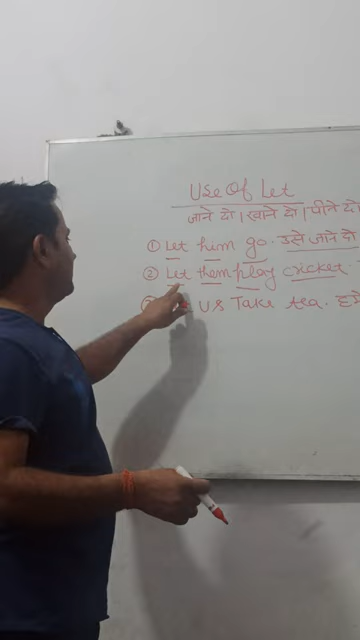 Use Of Let
जाने दो । खाने दो । पीने दो
① Let him go. उसे जाने दो
② Let them play cricket
us Take tea.